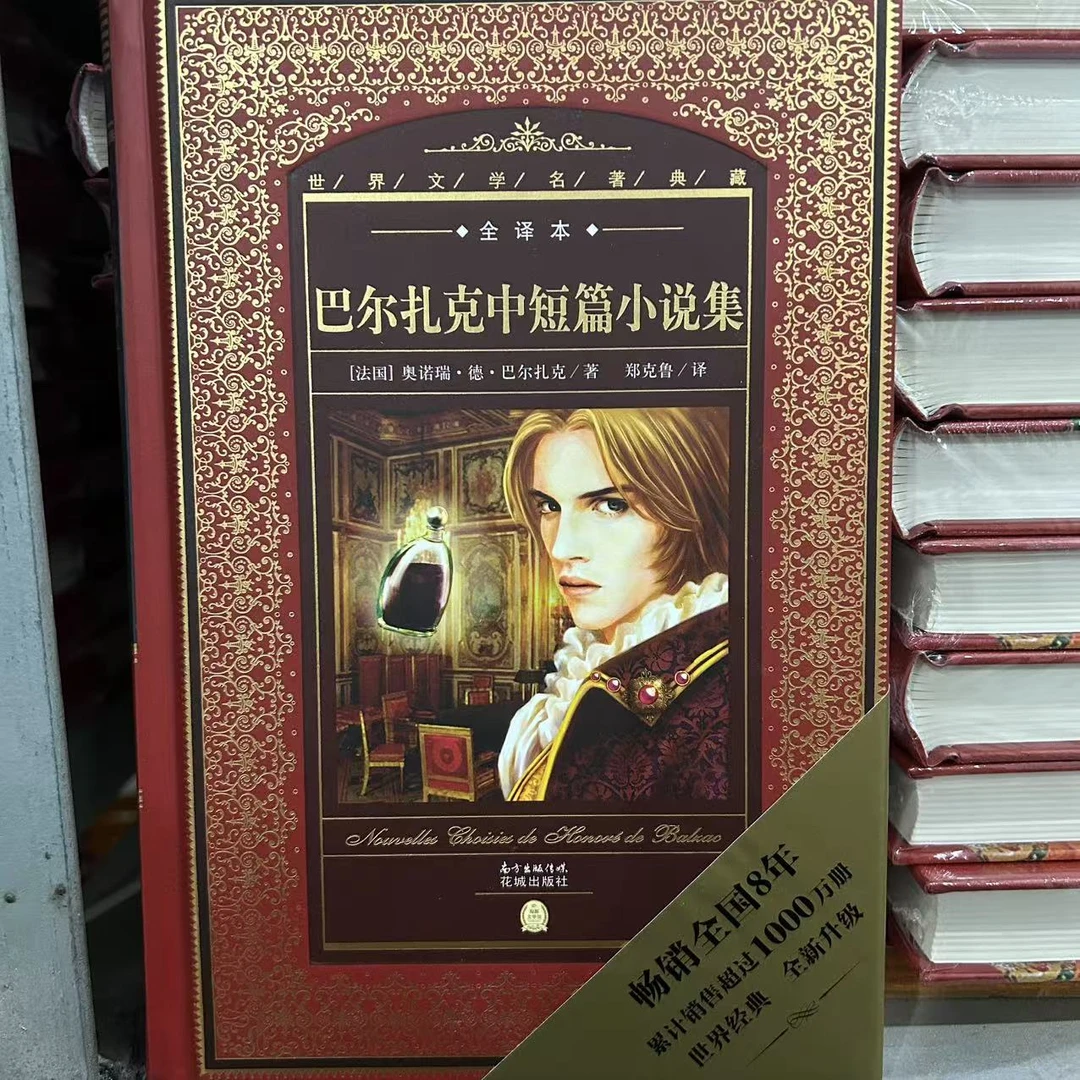 世/界/文/学/名/著/典/藏
全译本
巴尔扎克中短篇小说集
[法国] 奥诺瑞·德·巴尔扎克/著 郑克鲁/译
Nouvelles Choisies de Honoré de Balzac
南方出版传媒
花城出版社
畅销全国8年
累计销售超过1000万册
世界经典 全新升级